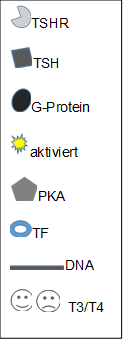 TSHR
TSH
G-Protein
aktiviert
PKA
TF
DNA
T3/T4